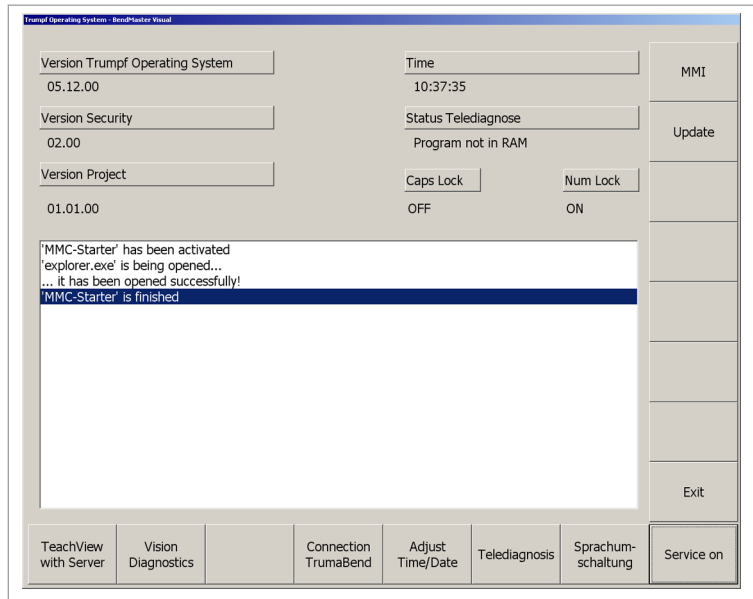 Trumpf Operating System - BendMaster Visual
Version Trumpf Operating System
05.12.00
Time
10:37:35
MMI
Version Security
02.00
Status Telediagnose
Program not in RAM
Update
Version Project
01.01.00
Caps Lock
OFF
Num Lock
ON
'MMC-Starter' has been activated
'explorer.exe' is being opened...
... it has been opened successfully!
'MMC-Starter' is finished
Exit
TeachView
with Server
Vision
Diagnostics
Connection
TrumaBend
Adjust
Time/Date
Telediagnosis
Sprachum-
schaltung
Service on